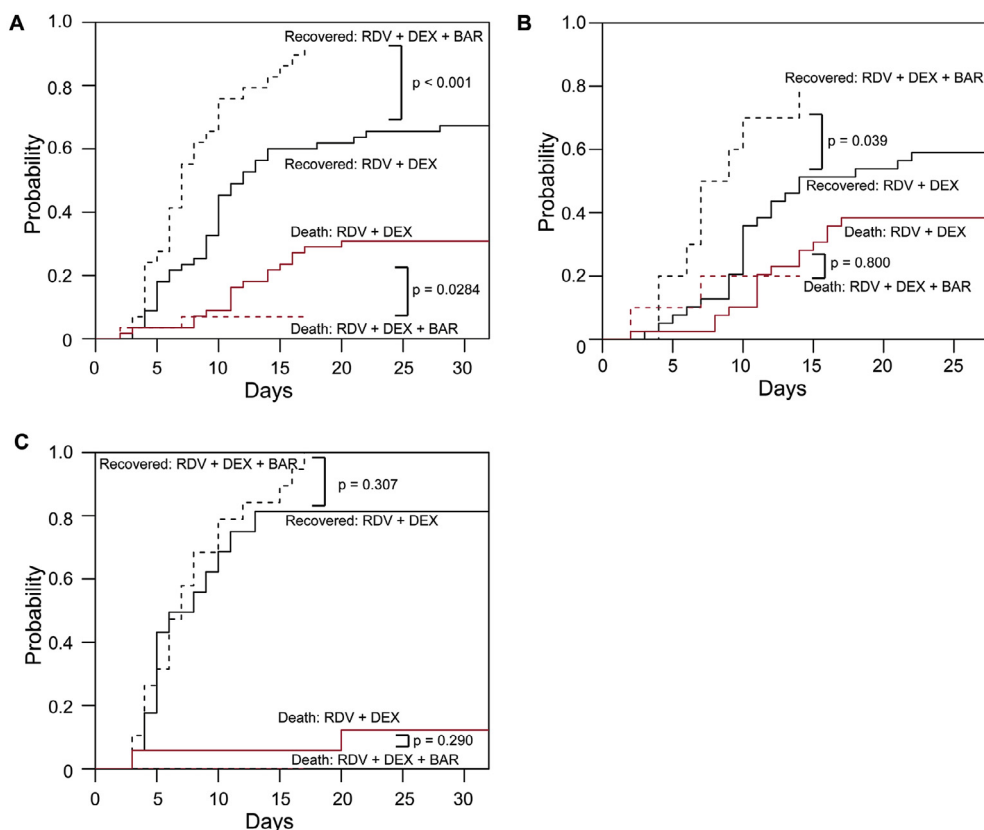 A
Probability
1.0
0.8
0.6
0.4
0.2
0
Recovered: RDV + DEX + BAR
p < 0.001
Recovered: RDV + DEX
Death: RDV + DEX
p = 0.0284
Death: RDV + DEX + BAR
0 5 10 15 20 25 30
Days
B
Probability
1.0
0.8
0.6
0.4
0.2
0
Recovered: RDV + DEX + BAR
p = 0.039
Recovered: RDV + DEX
Death: RDV + DEX
p = 0.800
Death: RDV + DEX + BAR
0 5 10 15 20 25
Days
C
Probability
1.0
0.8
0.6
0.4
0.2
0
Recovered: RDV + DEX + BAR
p = 0.307
Recovered: RDV + DEX
Death: RDV + DEX
p = 0.290
Death: RDV + DEX + BAR
0 5 10 15 20 25 30
Days